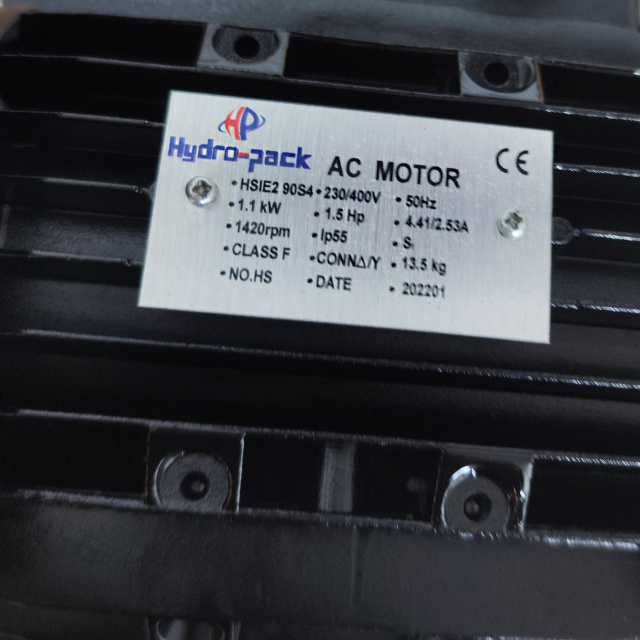 HP
Hydro-pack AC MOTOR CE
• HSIE2 90S4 • 230/400V • 50Hz
• 1.1 kW • 1.5 Hp • 4.41/2.53A
• 1420rpm • Ip55 • S
• CLASS F • CONNΔ/Y • 13.5 kg
• NO.HS • DATE • 202201